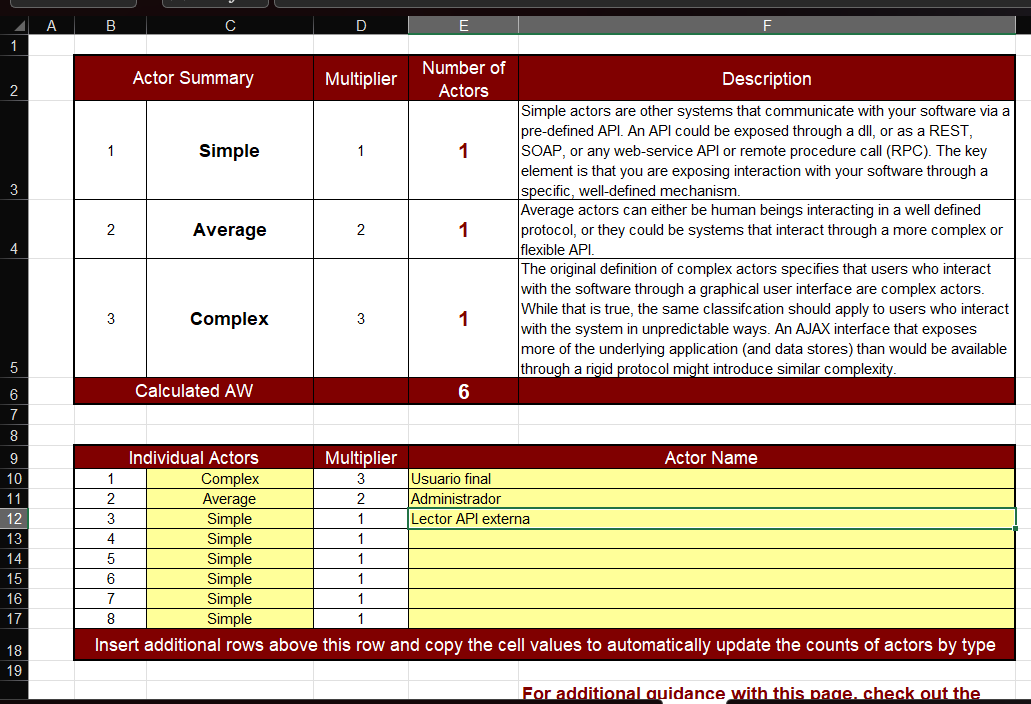 A B C D E F
1
2 Actor Summary Multiplier Number of Actors Description
3 1 Simple 1 1
Simple actors are other systems that communicate with your software via a
pre-defined API. An API could be exposed through a dll, or as a REST,
SOAP, or any web-service API or remote procedure call (RPC). The key
element is that you are exposing interaction with your software through a
specific, well-defined mechanism.
4 2 Average 2 1
Average actors can either be human beings interacting in a well defined
protocol, or they could be systems that interact through a more complex or
flexible API.
5 3 Complex 3 1
The original definition of complex actors specifies that users who interact
with the software through a graphical user interface are complex actors.
While that is true, the same classifcation should apply to users who interact
with the system in unpredictable ways. An AJAX interface that exposes
more of the underlying application (and data stores) than would be available
through a rigid protocol might introduce similar complexity.
6 Calculated AW 6
7
8
9 Individual Actors Multiplier Actor Name
10 1 Complex 3 Usuario final
11 2 Average 2 Administrador
12 3 Simple 1 Lector API externa
13 4 Simple 1
14 5 Simple 1
15 6 Simple 1
16 7 Simple 1
17 8 Simple 1
18 Insert additional rows above this row and copy the cell values to automatically update the counts of actors by type
19
For additional guidance with this page, check out the